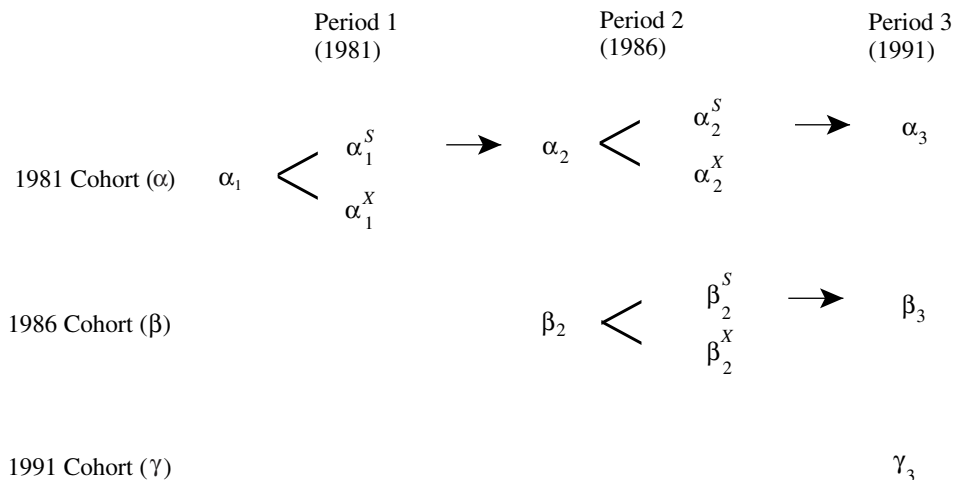 Period 1
(1981)
Period 2
(1986)
Period 3
(1991)
1981 Cohort (α) α₁ α₁^S α₁^X α₂ α₂^S α₂^X α₃
1986 Cohort (β) β₂ β₂^S β₂^X β₃
1991 Cohort (γ) γ₃